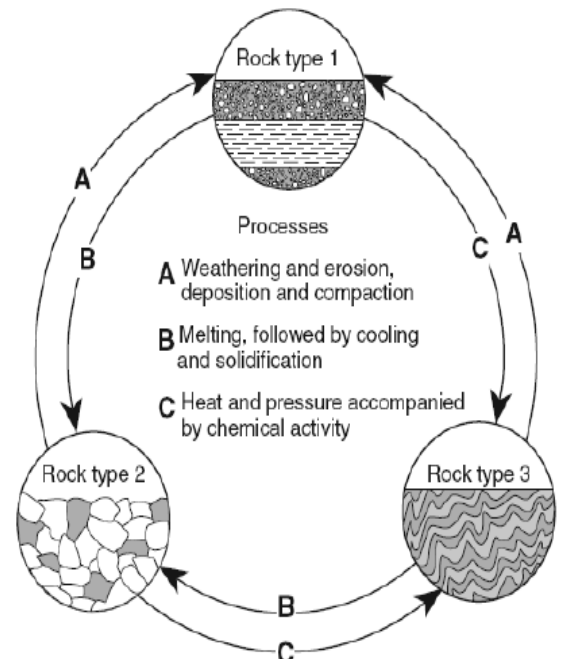 Rock type 1
A
B
C
A
Processes
A Weathering and erosion,
deposition and compaction
B Melting, followed by cooling
and solidification
C Heat and pressure accompanied
by chemical activity
Rock type 2
Rock type 3
B
C